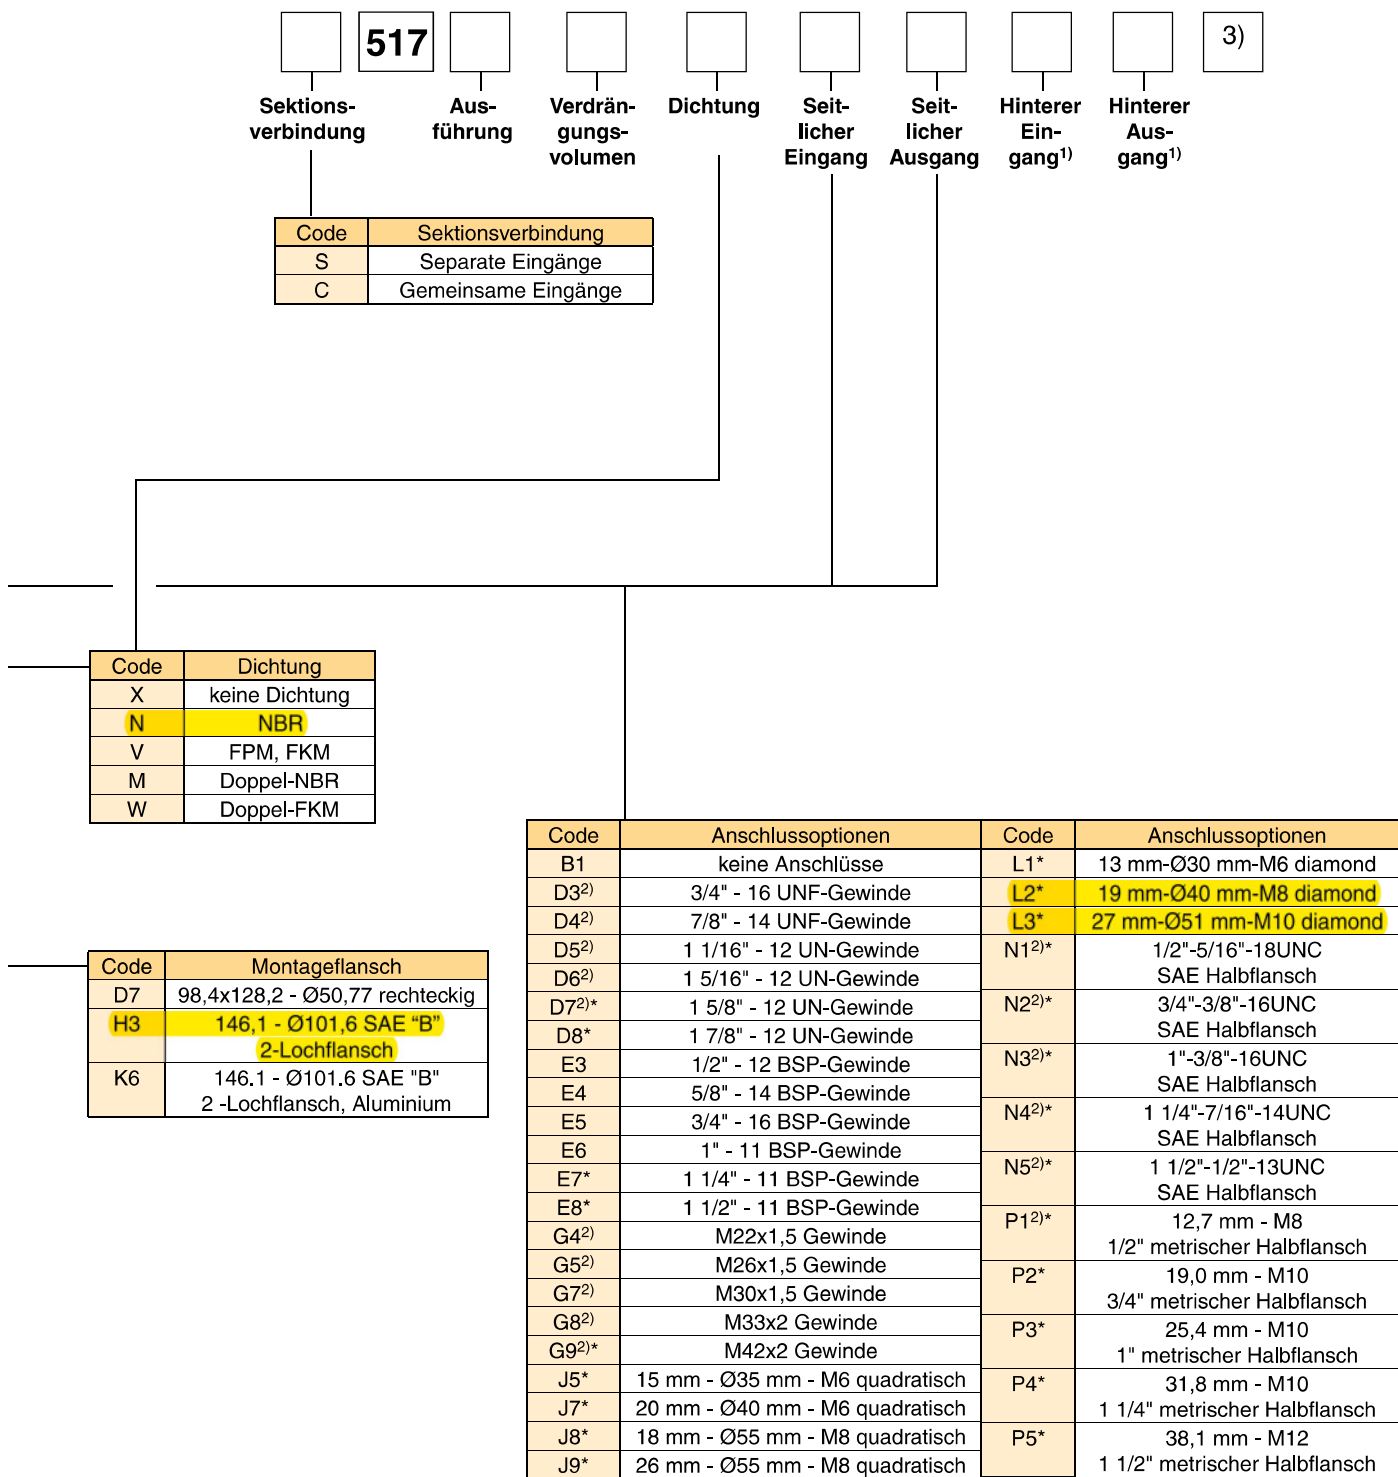 517
3)
Sektions-
verbindung
Aus-
führung
Verdrän-
gungs-
volumen
Dichtung
Seit-
licher
Eingang
Seit-
licher
Ausgang
Hinterer
Ein-
gang1)
Hinterer
Aus-
gang1)
Code Sektionsverbindung
S Separate Eingänge
C Gemeinsame Eingänge
Code Dichtung
X keine Dichtung
N NBR
V FPM, FKM
M Doppel-NBR
W Doppel-FKM
Code Montageflansch
D7 98,4x128,2 - Ø50,77 rechteckig
H3 146,1 - Ø101,6 SAE “B”
2-Lochflansch
K6 146.1 - Ø101.6 SAE "B"
2 -Lochflansch, Aluminium
Code Anschlussoptionen
B1 keine Anschlüsse
D32) 3/4" - 16 UNF-Gewinde
D42) 7/8" - 14 UNF-Gewinde
D52) 1 1/16" - 12 UN-Gewinde
D62) 1 5/16" - 12 UN-Gewinde
D72)* 1 5/8" - 12 UN-Gewinde
D8* 1 7/8" - 12 UN-Gewinde
E3 1/2" - 12 BSP-Gewinde
E4 5/8" - 14 BSP-Gewinde
E5 3/4" - 16 BSP-Gewinde
E6 1" - 11 BSP-Gewinde
E7* 1 1/4" - 11 BSP-Gewinde
E8* 1 1/2" - 11 BSP-Gewinde
G42) M22x1,5 Gewinde
G52) M26x1,5 Gewinde
G72) M30x1,5 Gewinde
G82) M33x2 Gewinde
G92)* M42x2 Gewinde
J5* 15 mm - Ø35 mm - M6 quadratisch
J7* 20 mm - Ø40 mm - M6 quadratisch
J8* 18 mm - Ø55 mm - M8 quadratisch
J9* 26 mm - Ø55 mm - M8 quadratisch
Code Anschlussoptionen
L1* 13 mm-Ø30 mm-M6 diamond
L2* 19 mm-Ø40 mm-M8 diamond
L3* 27 mm-Ø51 mm-M10 diamond
N12)* 1/2"-5/16"-18UNC
SAE Halbflansch
N22)* 3/4"-3/8"-16UNC
SAE Halbflansch
N32)* 1"-3/8"-16UNC
SAE Halbflansch
N42)* 1 1/4"-7/16"-14UNC
SAE Halbflansch
N52)* 1 1/2"-1/2"-13UNC
SAE Halbflansch
P12)* 12,7 mm - M8
1/2" metrischer Halbflansch
P2* 19,0 mm - M10
3/4" metrischer Halbflansch
P3* 25,4 mm - M10
1" metrischer Halbflansch
P4* 31,8 mm - M10
1 1/4" metrischer Halbflansch
P5* 38,1 mm - M12
1 1/2" metrischer Halbflansch